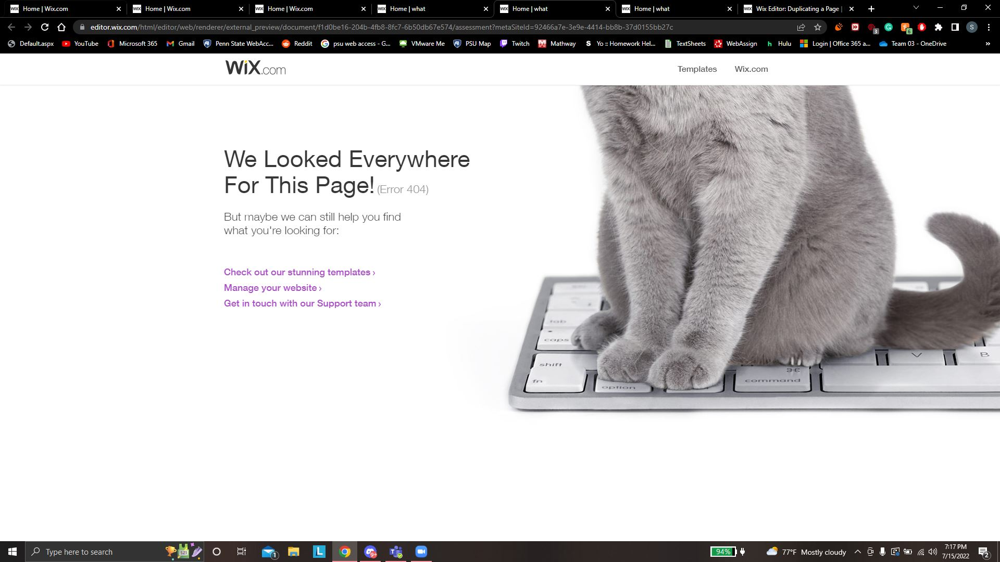 Home | Wix.com
Home | Wix.com
Home | Wix.com
Home | what
Home | what
Home | what
Wix Editor: Duplicating a Page |
editor.wix.com/html/editor/web/renderer/external_preview/document/f1d0be16-204b-4fb8-8fc7-6b50db67e574/assessment?metaSiteId=92466a7e-3e9e-4414-bb8b-37d0155bb27c
Default.aspx YouTube Microsoft 365 Gmail Penn State WebAcc... Reddit psu web access - G... VMware Me PSU Map Twitch Mathway Yo :: Homework Hel... TextSheets WebAssign Hulu Login | Office 365 a... Team 03 - OneDrive
WiX.com
Templates Wix.com
We Looked Everywhere
For This Page! (Error 404)
But maybe we can still help you find
what you're looking for:
Check out our stunning templates ›
Manage your website ›
Get in touch with our Support team ›
tab
caps
shift
fn
option
command
V
B
Type here to search
94%
77°F Mostly cloudy
7:17 PM
7/15/2022